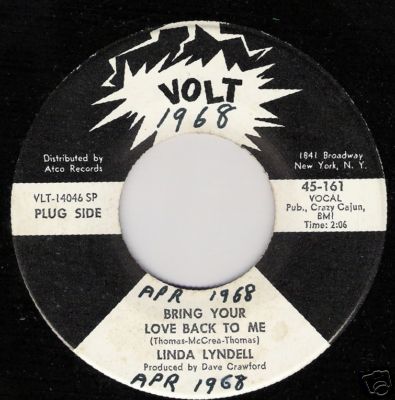 VOLT
1968
Distributed by
Atco Records
1841 Broadway
New York, N. Y.
VLT-14046 SP
PLUG SIDE
45-161
VOCAL
Pub., Crazy Cajun,
BMI
Time: 2:06
APR 1968
BRING YOUR
LOVE BACK TO ME
(Thomas-McCrea-Thomas)
LINDA LYNDELL
Produced by Dave Crawford
APR 1968